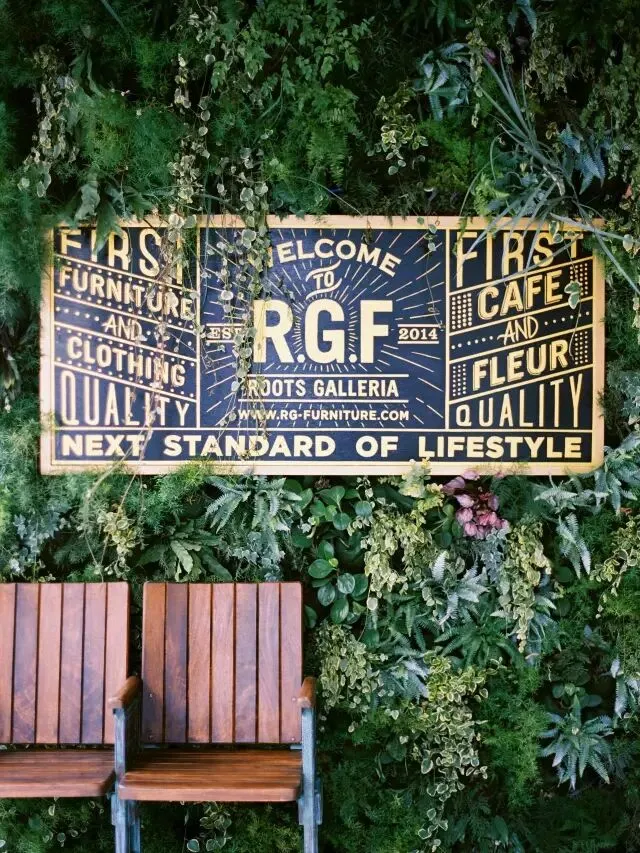 FIRST
FURNITURE
AND
CLOTHING
QUALITY
WELCOME
TO
R.G.F
EST 2014
ROOTS GALLERIA
WWW.RG-FURNITURE.COM
FIRST
CAFE
AND
FLEUR
QUALITY
NEXT STANDARD OF LIFESTYLE